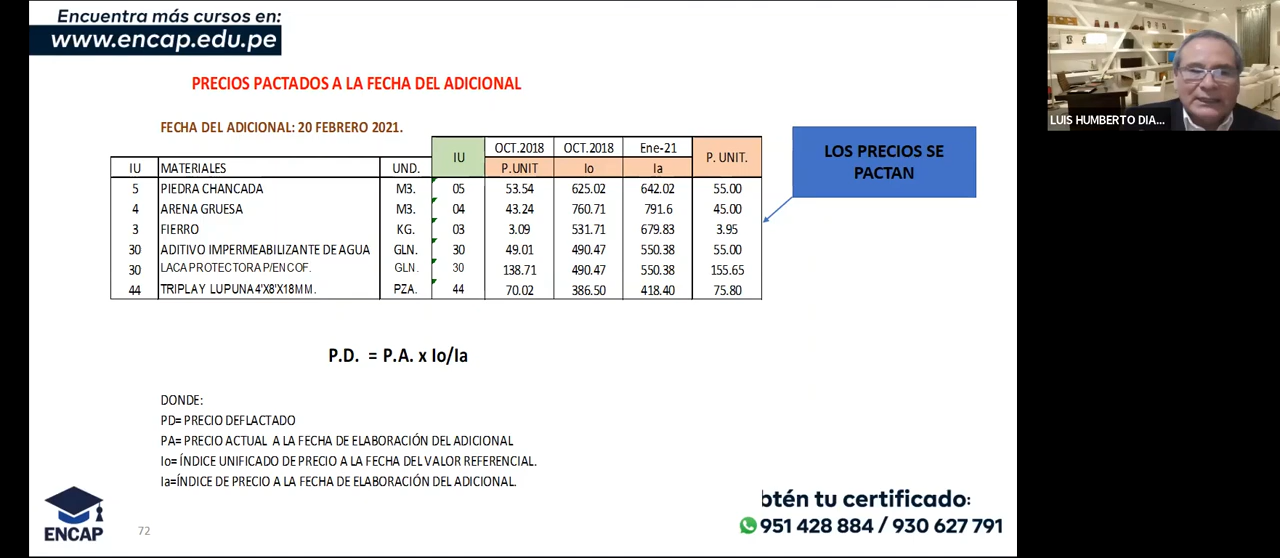 Encuentra más cursos en:
www.encap.edu.pe
LUIS HUMBERTO DIA...
PRECIOS PACTADOS A LA FECHA DEL ADICIONAL
FECHA DEL ADICIONAL: 20 FEBRERO 2021.
LOS PRECIOS SE
PACTAN
IU OCT.2018 OCT.2018 Ene-21 P. UNIT.
IU MATERIALES UND. P.UNIT Io Ia
5 PIEDRA CHANCADA M3. 05 53.54 625.02 642.02 55.00
4 ARENA GRUESA M3. 04 43.24 760.71 791.6 45.00
3 FIERRO KG. 03 3.09 531.71 679.83 3.95
30 ADITIVO IMPERMEABILIZANTE DE AGUA GLN. 30 49.01 490.47 550.38 55.00
30 LACA PROTECTORA P/ENCOF. GLN. 30 138.71 490.47 550.38 155.65
44 TRIPLAY LUPUNA 4'X8'X18MM. PZA. 44 70.02 386.50 418.40 75.80
P.D. = P.A. x Io/Ia
DONDE:
PD= PRECIO DEFLACTADO
PA= PRECIO ACTUAL A LA FECHA DE ELABORACIÓN DEL ADICIONAL
Io= ÍNDICE UNIFICADO DE PRECIO A LA FECHA DEL VALOR REFERENCIAL.
Ia=ÍNDICE DE PRECIO A LA FECHA DE ELABORACIÓN DEL ADICIONAL.
ENCAP
72
btén tu certificado:
951 428 884 / 930 627 791